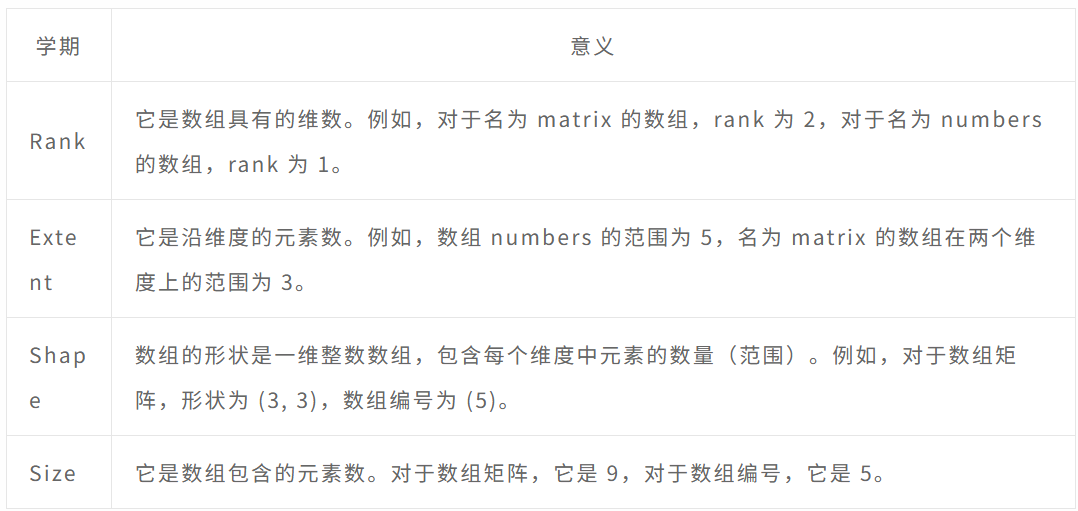 学期
意义
Rank
它是数组具有的维数。例如，对于名为 matrix 的数组，rank 为 2，对于名为 numbers
的数组，rank 为 1。
Exte
nt
它是沿维度的元素数。例如，数组 numbers 的范围为 5，名为 matrix 的数组在两个维
度上的范围为 3。
Shap
e
数组的形状是一维整数数组，包含每个维度中元素的数量（范围）。例如，对于数组矩
阵，形状为 (3, 3)，数组编号为 (5)。
Size
它是数组包含的元素数。对于数组矩阵，它是 9，对于数组编号，它是 5。